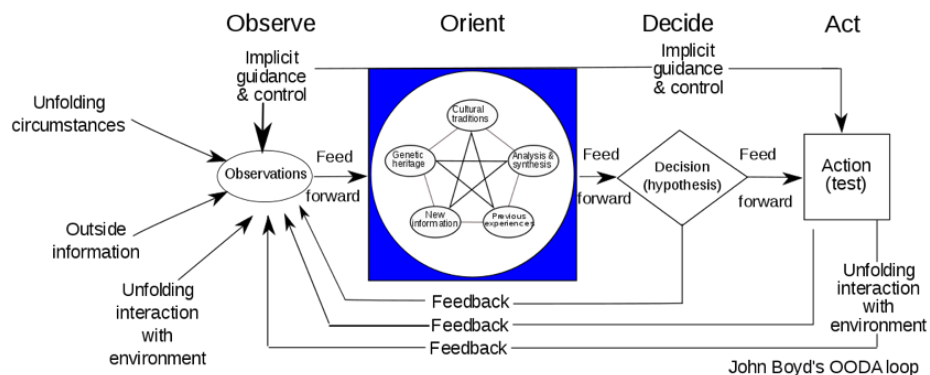 Observe
Orient
Decide
Act
Implicit
guidance
& control
Implicit
guidance
& control
Unfolding
circumstances
Outside
information
Unfolding
interaction
with
environment
Observations
Feed
forward
Cultural
traditions
Genetic
heritage
Analysis &
synthesis
New
information
Previous
experiences
Feed
forward
Decision
(hypothesis)
Feed
forward
Action
(test)
Feedback
Feedback
Feedback
Unfolding
interaction
with
environment
John Boyd's OODA loop